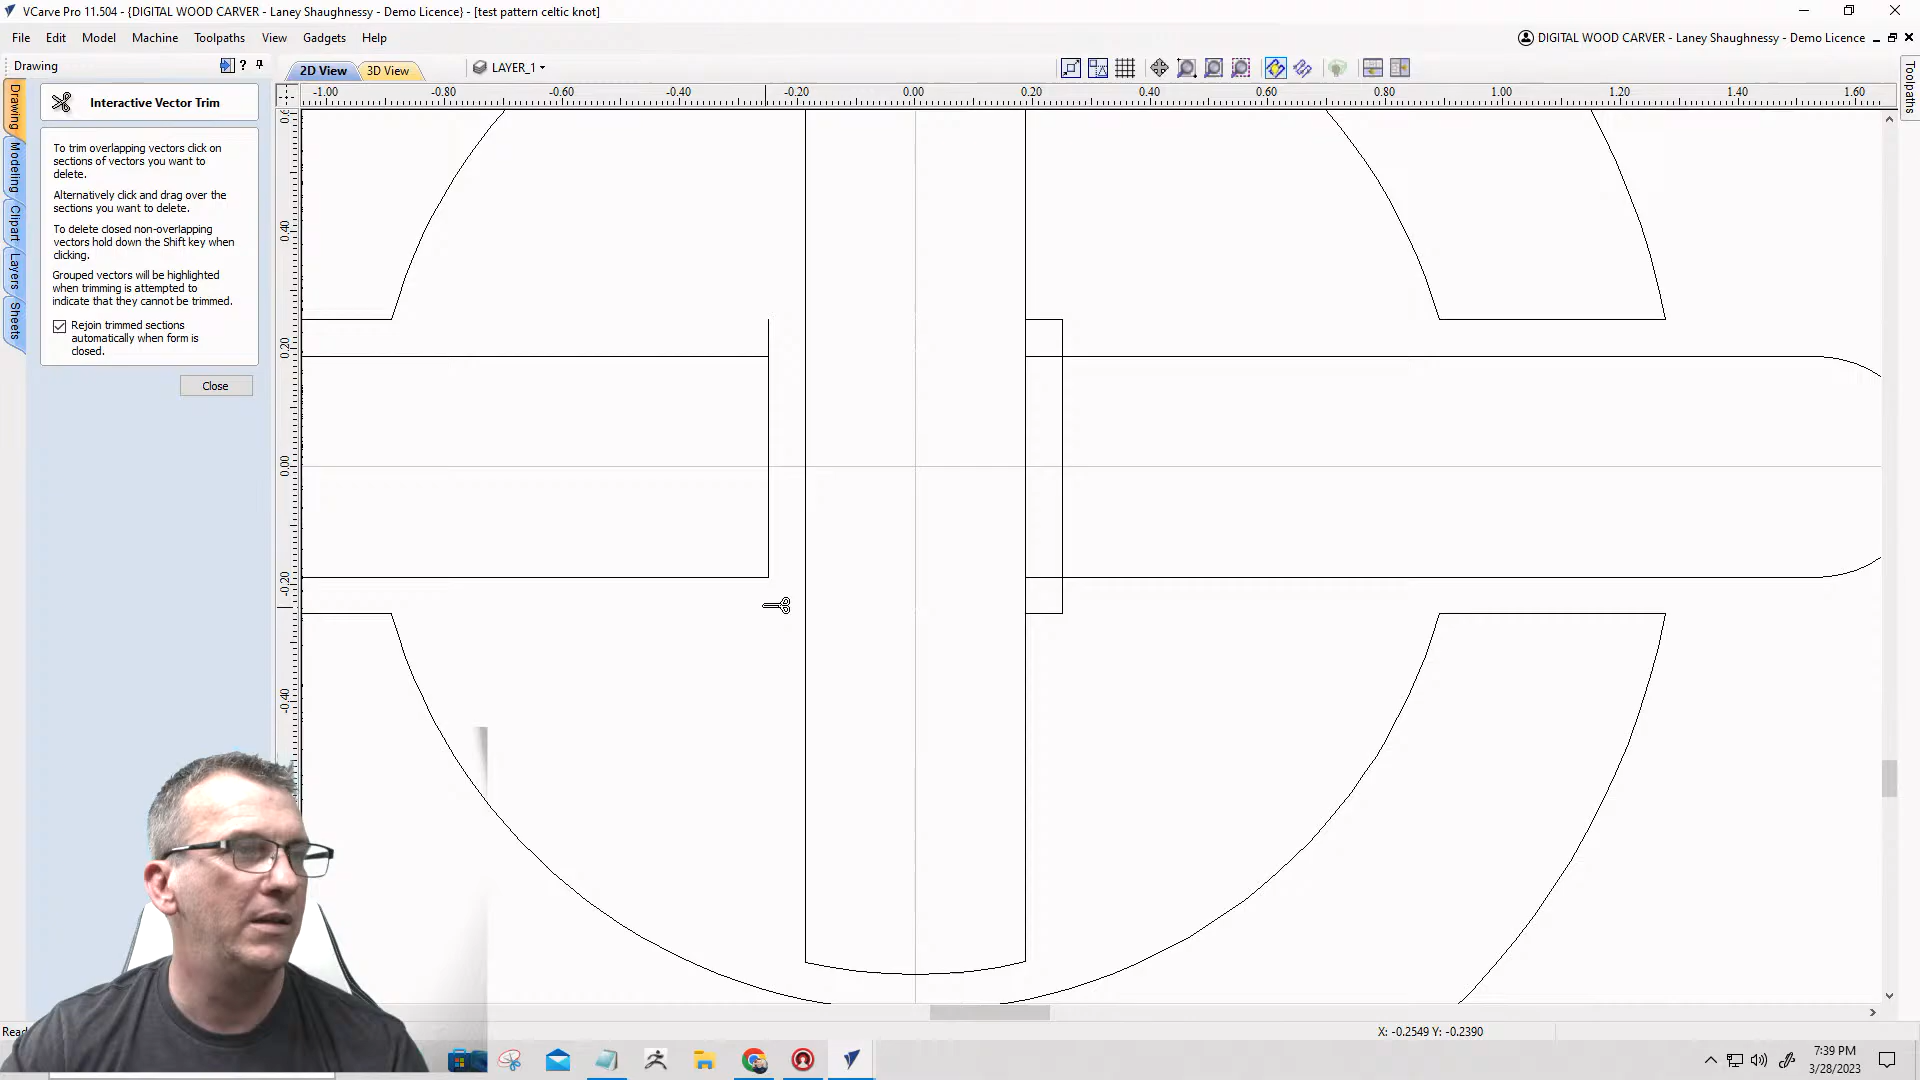 VCarve Pro 11.504 - {DIGITAL WOOD CARVER - Laney Shaughnessy - Demo Licence} - [test pattern celtic knot]
File Edit Model Machine Toolpaths View Gadgets Help
DIGITAL WOOD CARVER - Laney Shaughnessy - Demo Licence
Drawing
?
2D View
3D View
LAYER_1
Toolpaths
Drawing
Modeling
Clipart
Layers
Sheets
Interactive Vector Trim
To trim overlapping vectors click on
sections of vectors you want to
delete.
Alternatively click and drag over the
sections you want to delete.
To delete closed non-overlapping
vectors hold down the Shift key when
clicking.
Grouped vectors will be highlighted
when trimming is attempted to
indicate that they cannot be trimmed.
Rejoin trimmed sections
automatically when form is
closed.
Close
-1.00 -0.80 -0.60 -0.40 -0.20 0.00 0.20 0.40 0.60 0.80 1.00 1.20 1.40 1.60
0.40
0.20
0.00
-0.20
-0.40
X: -0.2549 Y: -0.2390
7:39 PM
3/28/2023